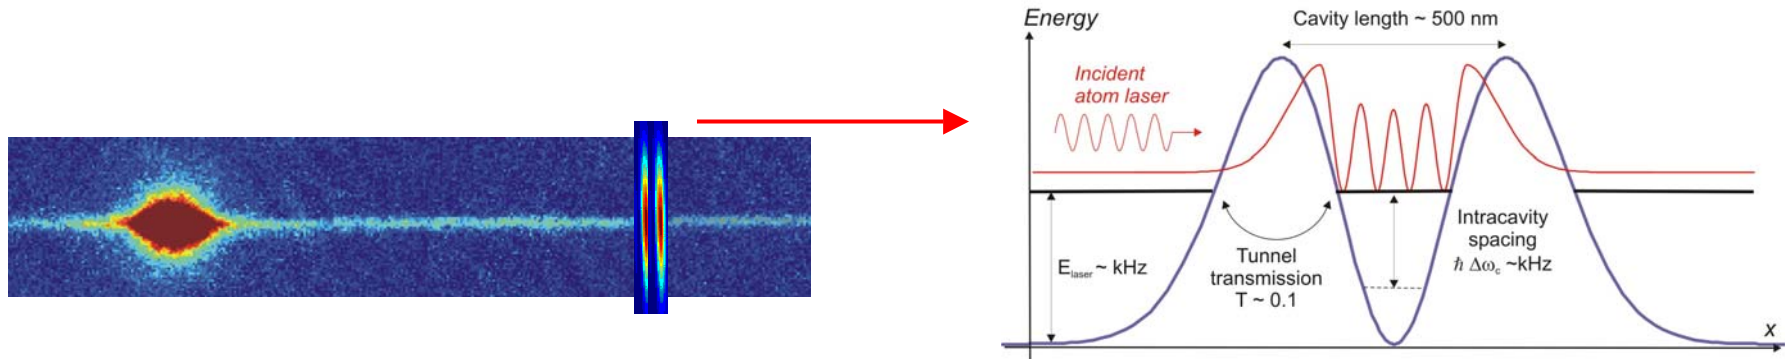 Energy
Cavity length ~ 500 nm
Incident
atom laser
E_laser ~ kHz
Tunnel
transmission
T ~ 0.1
Intracavity
spacing
ℏ Δω_c ~kHz
x